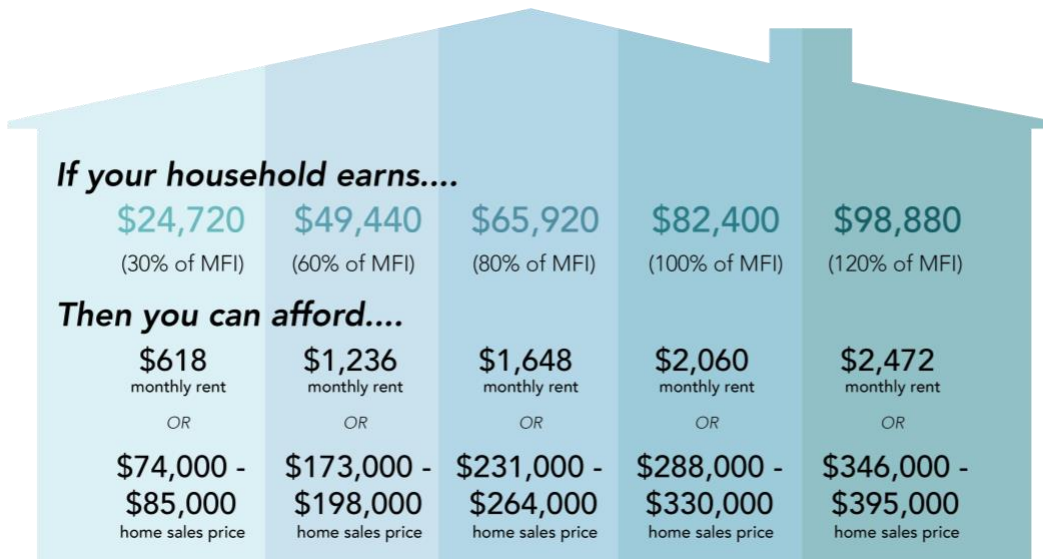 If your household earns....
$24,720 $49,440 $65,920 $82,400 $98,880
(30% of MFI) (60% of MFI) (80% of MFI) (100% of MFI) (120% of MFI)
Then you can afford....
$618 $1,236 $1,648 $2,060 $2,472
monthly rent monthly rent monthly rent monthly rent monthly rent
OR OR OR OR OR
$74,000 - $173,000 - $231,000 - $288,000 - $346,000 -
$85,000 $198,000 $264,000 $330,000 $395,000
home sales price home sales price home sales price home sales price home sales price